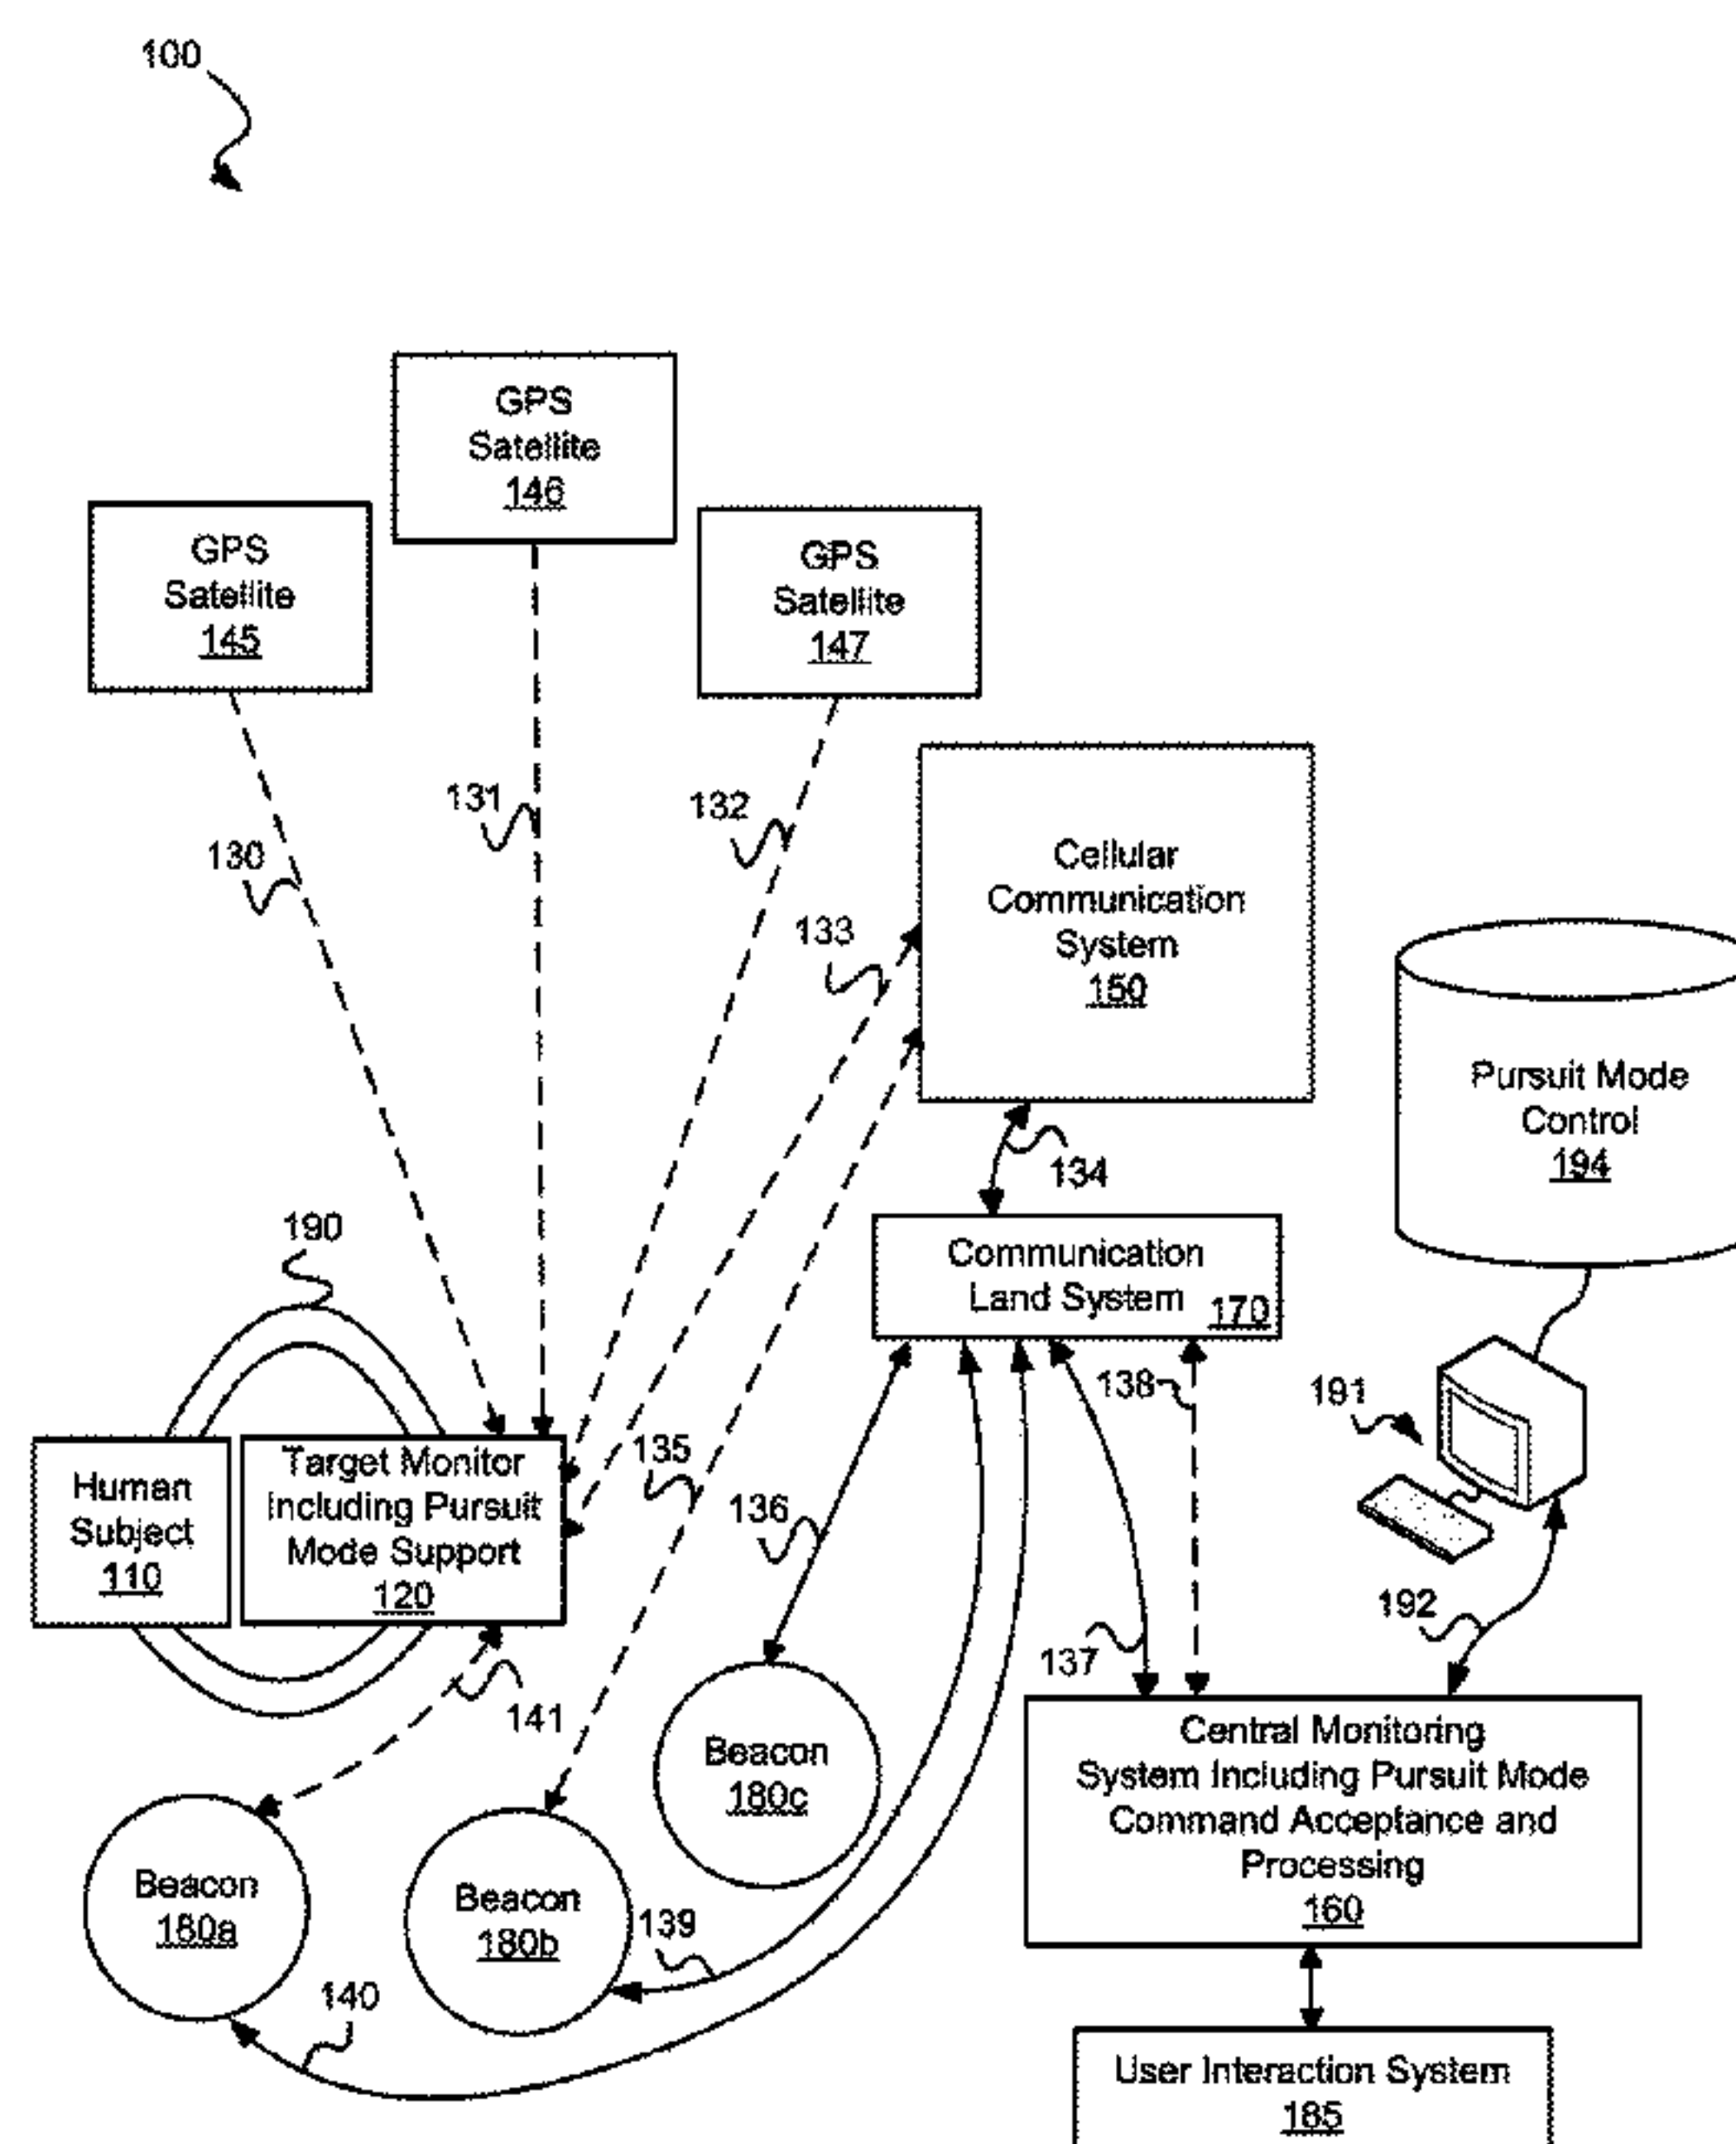 100
GPS
Satellite
146
GPS
Satellite
145
GPS
Satellite
147
131
132
130
Cellular
Communication
System
150
133
Pursuit Mode
Control
194
134
190
Communication
Land System 170
138
191
Human
Subject
110
Target Monitor
Including Pursuit
Mode Support
120
135
136
192
137
141
Beacon
180c
Central Monitoring
System Including Pursuit Mode
Command Acceptance and
Processing
160
Beacon
180a
Beacon
180b
139
140
User Interaction System
185